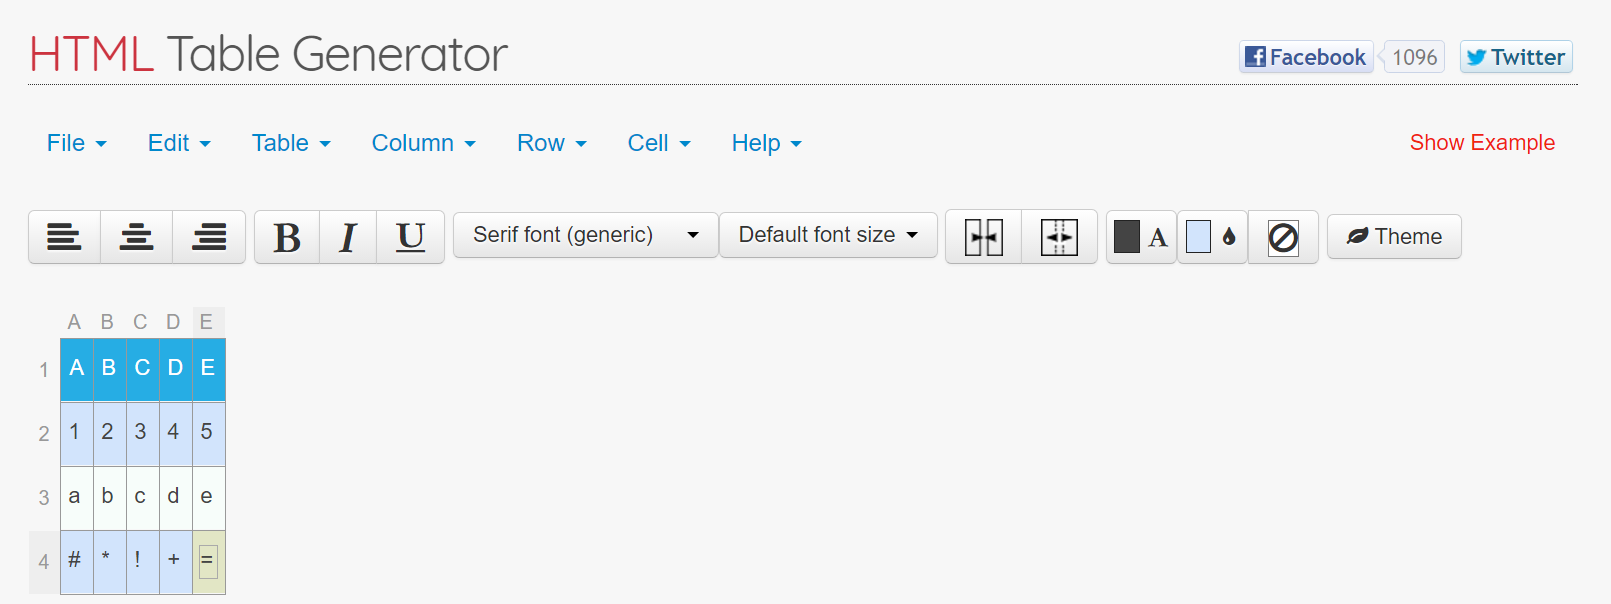 HTML Table Generator
Facebook 1096 Twitter
File Edit Table Column Row Cell Help Show Example
B I U Serif font (generic) Default font size A Theme
A B C D E
1 A B C D E
2 1 2 3 4 5
3 a b c d e
4 # * ! + =